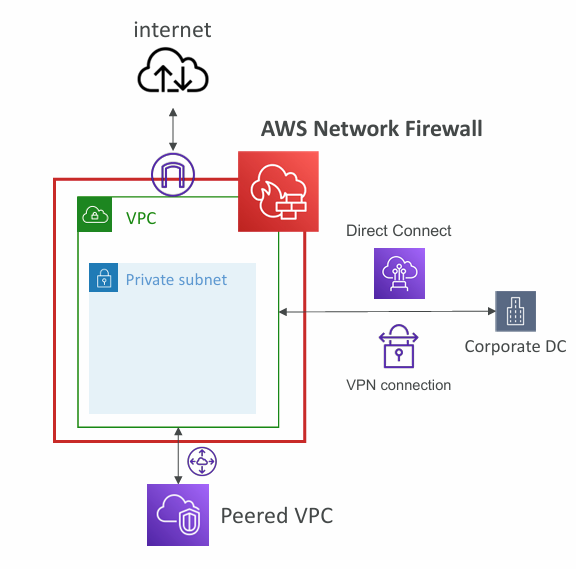 internet
AWS Network Firewall
VPC
Direct Connect
Private subnet
Corporate DC
VPN connection
Peered VPC